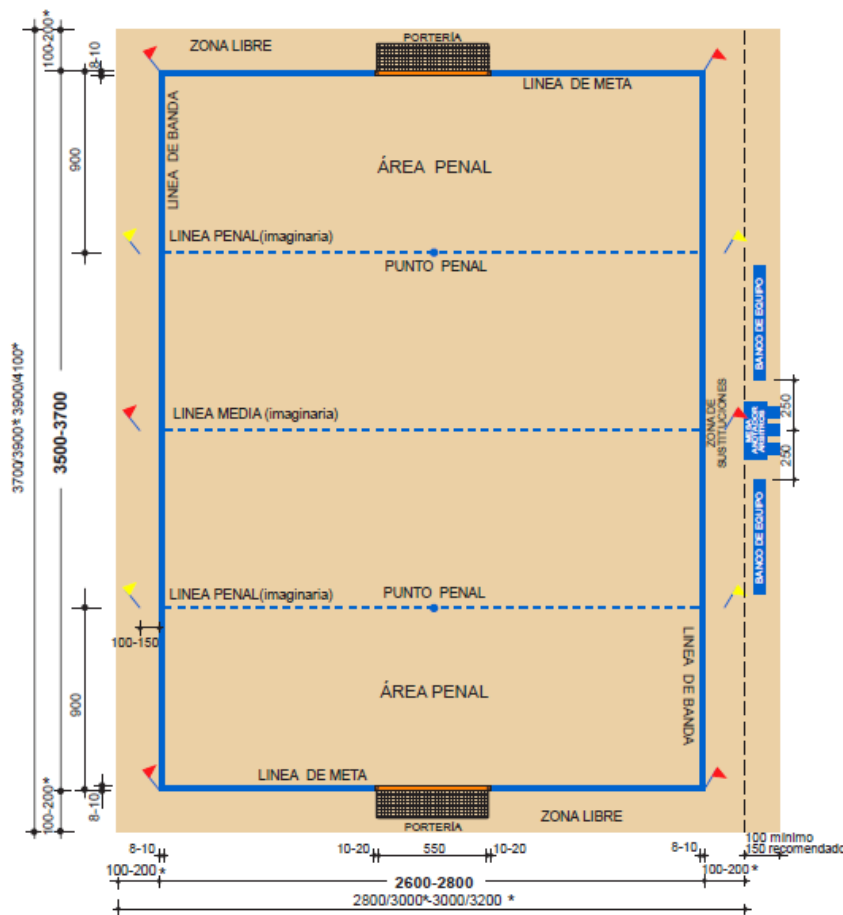 PORTERÍA
ZONA LIBRE
100-200*
8-10
LINEA DE META
LINEA DE BANDA
ÁREA PENAL
900
LINEA PENAL(imaginaria)
PUNTO PENAL
BANCO DE EQUIPO
3700/3900* 3900/4100*
3500-3700
LINEA MEDIA (imaginaria)
ZONA DE
SUSTITUCIONES
MESA
ANOTADOR
ARBITROS
250
250
BANCO DE EQUIPO
LINEA PENAL(imaginaria)
PUNTO PENAL
100-150
LINEA DE BANDA
900
ÁREA PENAL
LINEA DE META
100-200*
8-10
ZONA LIBRE
PORTERÍA
100 mínimo
150 recomendado
8-10
10-20
550
10-20
8-10
100-200*
2600-2800
100-200*
2800/3000*-3000/3200 *